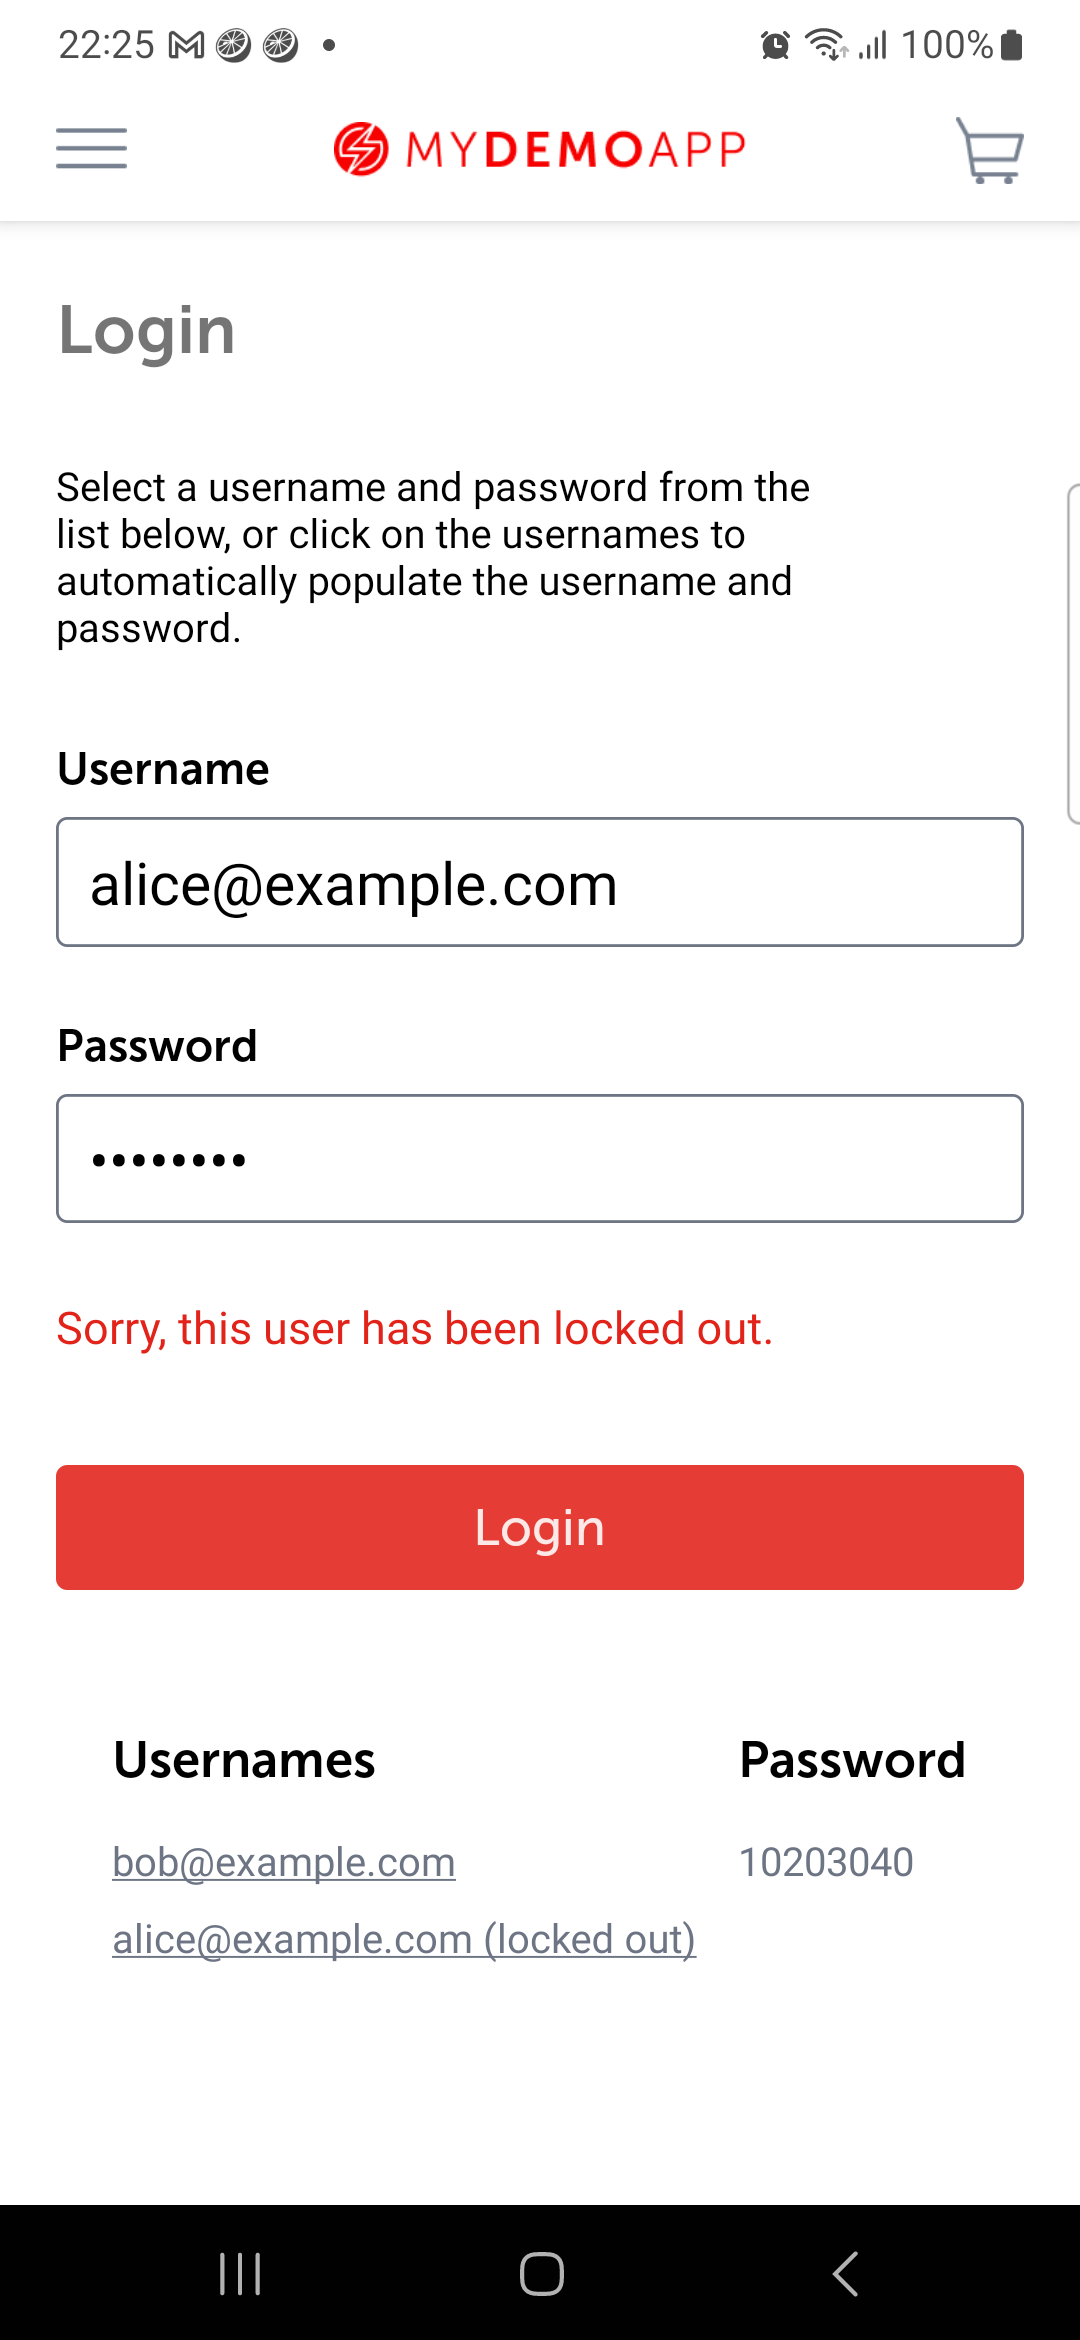 22:25
100%
MYDEMOAPP
Login
Select a username and password from the
list below, or click on the usernames to
automatically populate the username and
password.
Username
alice@example.com
Password
••••••••
Sorry, this user has been locked out.
Login
Usernames Password
bob@example.com 10203040
alice@example.com (locked out)